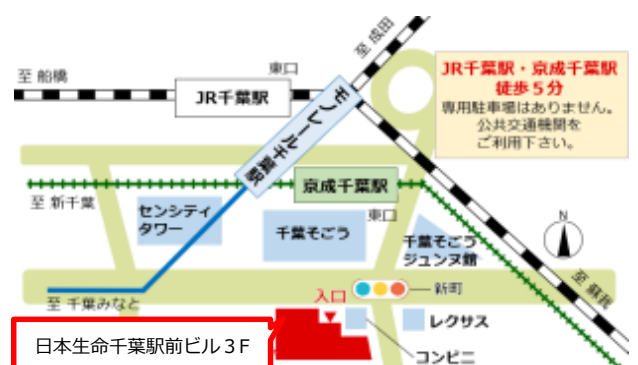 至 成田
至 船橋
東口
JR千葉駅
モノレール千葉駅
JR千葉駅・京成千葉駅
徒歩５分
専用駐車場はありません。
公共交通機関を
ご利用下さい。
京成千葉駅
至 新千葉
センシティ
タワー
千葉そごう
東口
千葉そごう
ジュンヌ館
N
至 蘇我
至 千葉みなと
入口
新町
レクサス
コンビニ
日本生命千葉駅前ビル３F